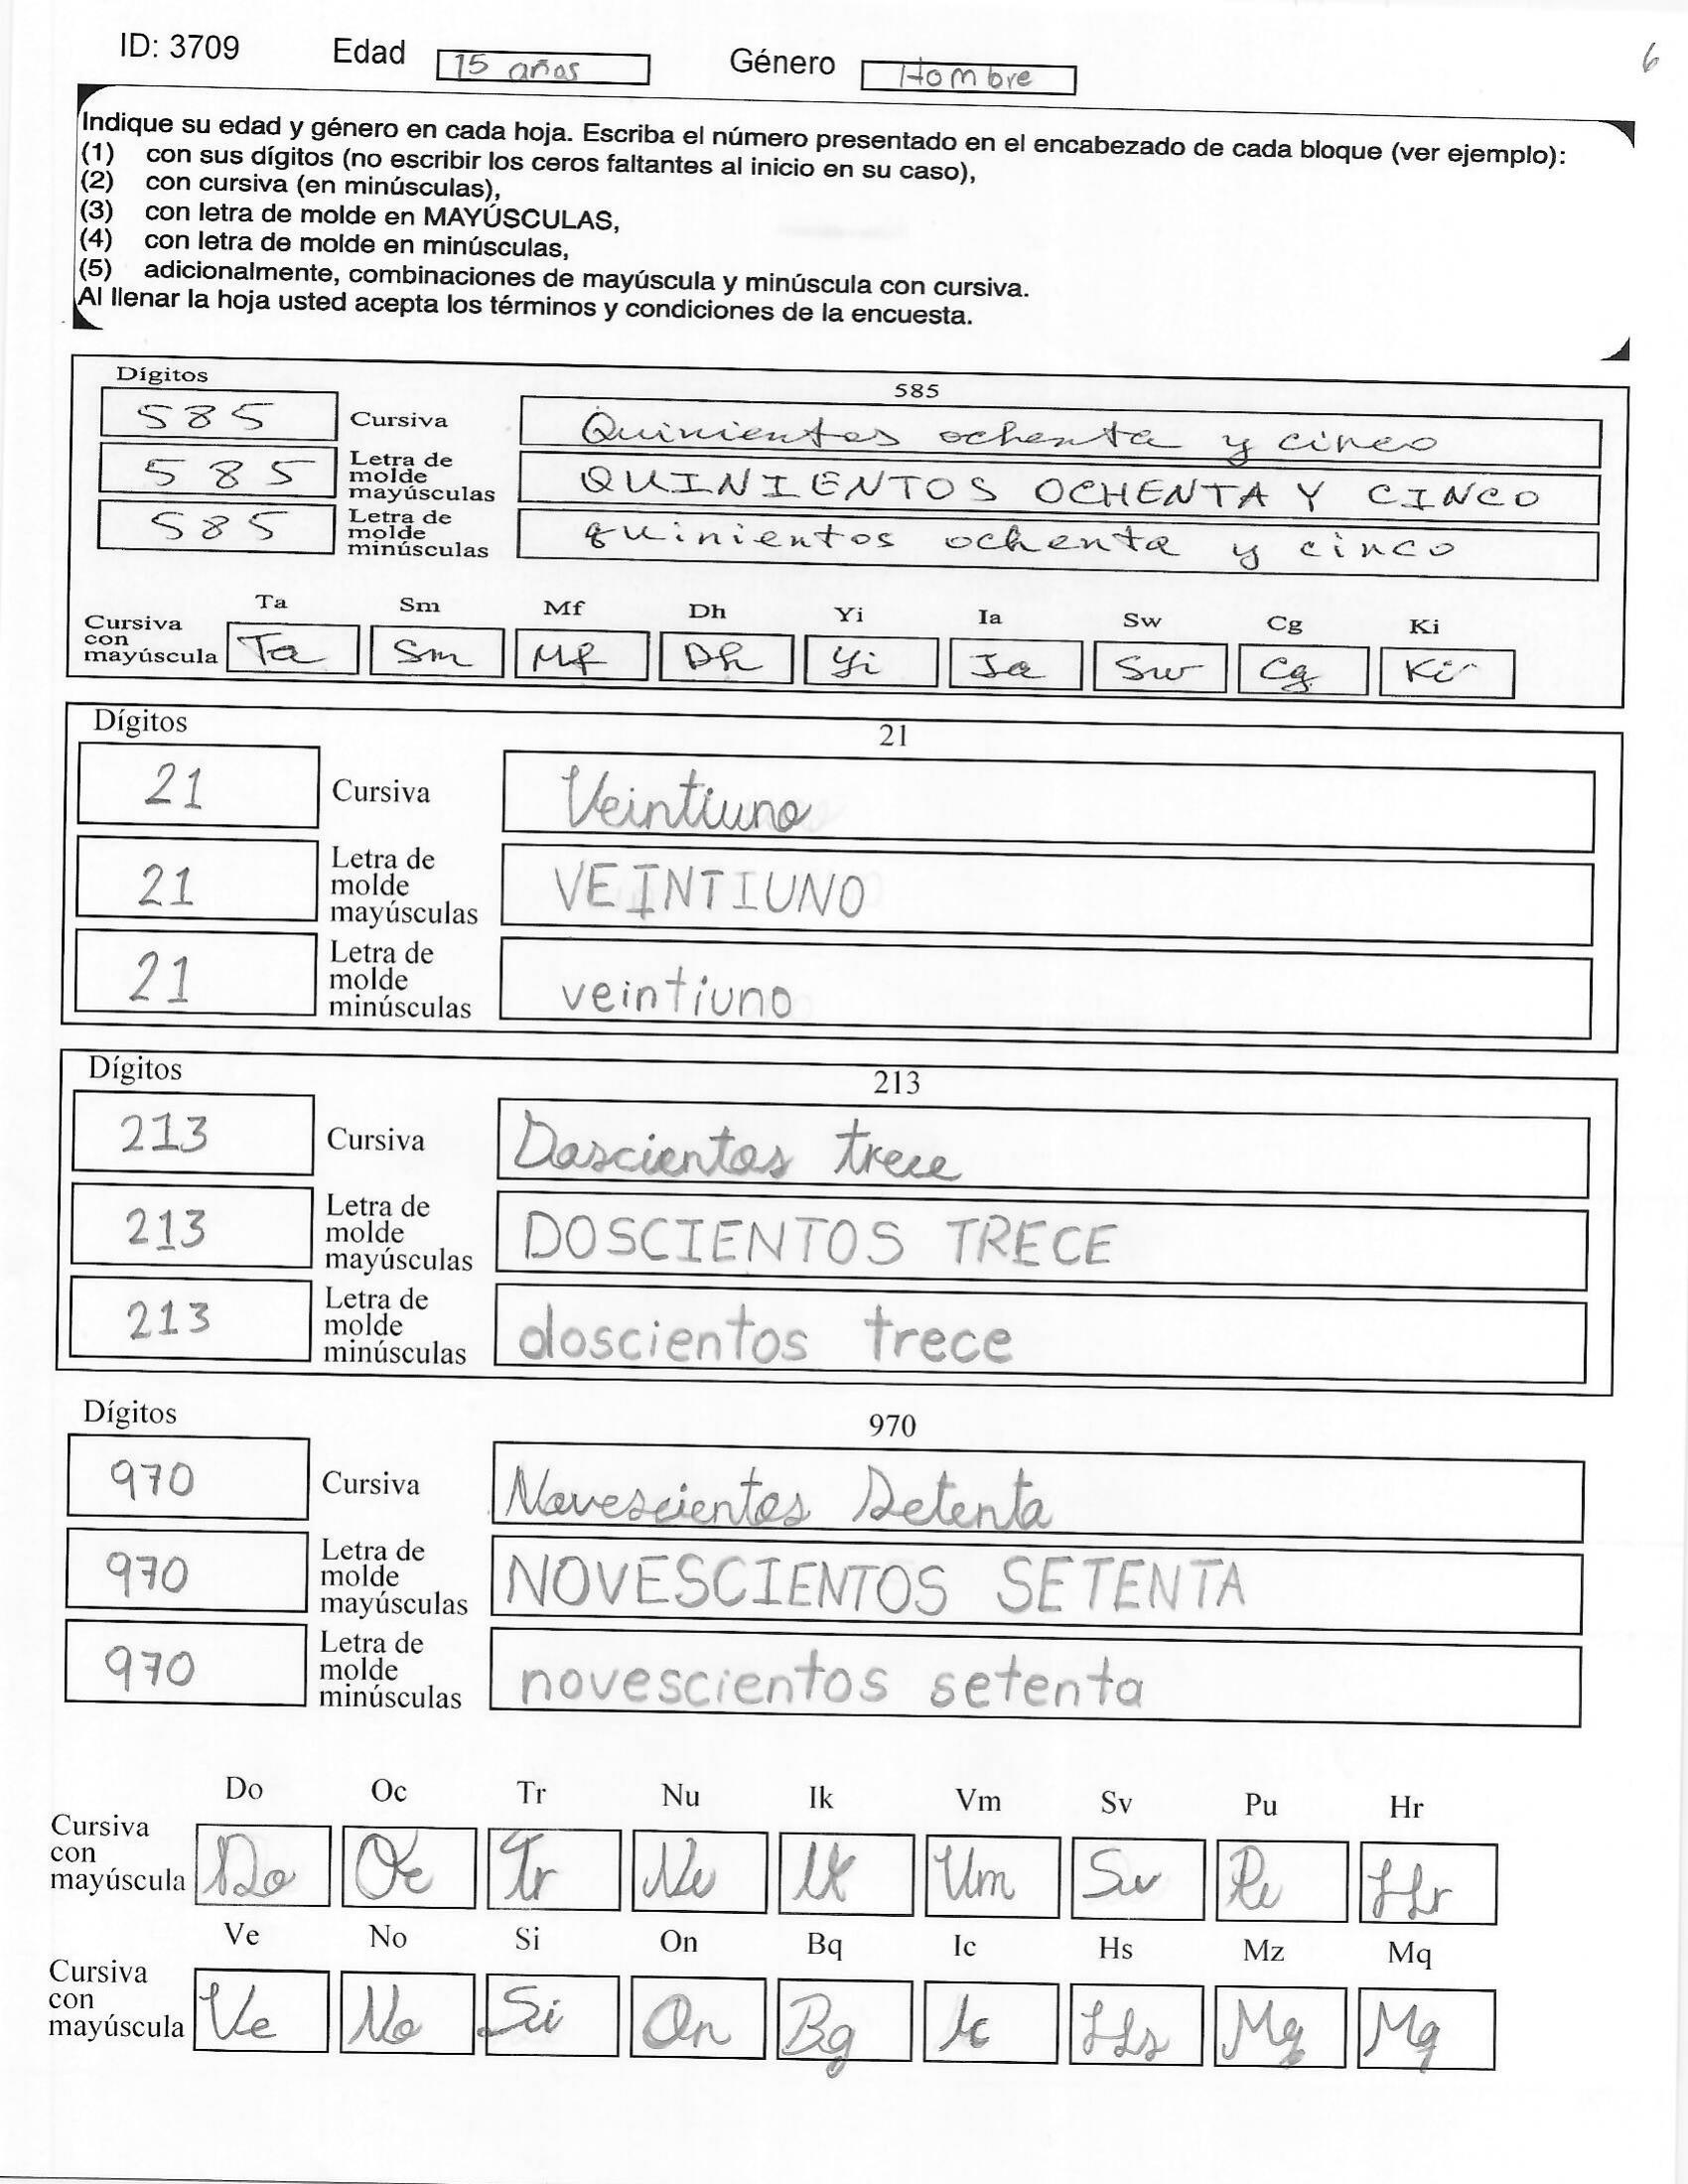 ID: 3709 Edad 15 años Género Hombre 6
Indique su edad y género en cada hoja. Escriba el número presentado en el encabezado de cada bloque (ver ejemplo):
(1) con sus dígitos (no escribir los ceros faltantes al inicio en su caso),
(2) con cursiva (en minúsculas),
(3) con letra de molde en MAYÚSCULAS,
(4) con letra de molde en minúsculas,
(5) adicionalmente, combinaciones de mayúscula y minúscula con cursiva.
Al llenar la hoja usted acepta los términos y condiciones de la encuesta.
Dígitos 585
585 Cursiva Quinientos ochenta y cinco
585 Letra de molde mayúsculas QUINIENTOS OCHENTA Y CINCO
585 Letra de molde minúsculas quinientos ochenta y cinco
Ta Sm Mf Dh Yi Ia Sw Cg Ki
Cursiva con mayúscula Ta Sm Mf Dh Yi Ia Sw Cg Ki
Dígitos 21
21 Cursiva Veintiuno
21 Letra de molde mayúsculas VEINTIUNO
21 Letra de molde minúsculas veintiuno
Dígitos 213
213 Cursiva Doscientos trece
213 Letra de molde mayúsculas DOSCIENTOS TRECE
213 Letra de molde minúsculas doscientos trece
Dígitos 970
970 Cursiva Novescientos Setenta
970 Letra de molde mayúsculas NOVESCIENTOS SETENTA
970 Letra de molde minúsculas novescientos setenta
Do Oc Tr Nu Ik Vm Sv Pu Hr
Cursiva con mayúscula Do Oc Tr Nu Ik Vm Sv Pu Hr
Ve No Si On Bq Ic Hs Mz Mq
Cursiva con mayúscula Ve No Si On Bq Ic Hs Mq Mq